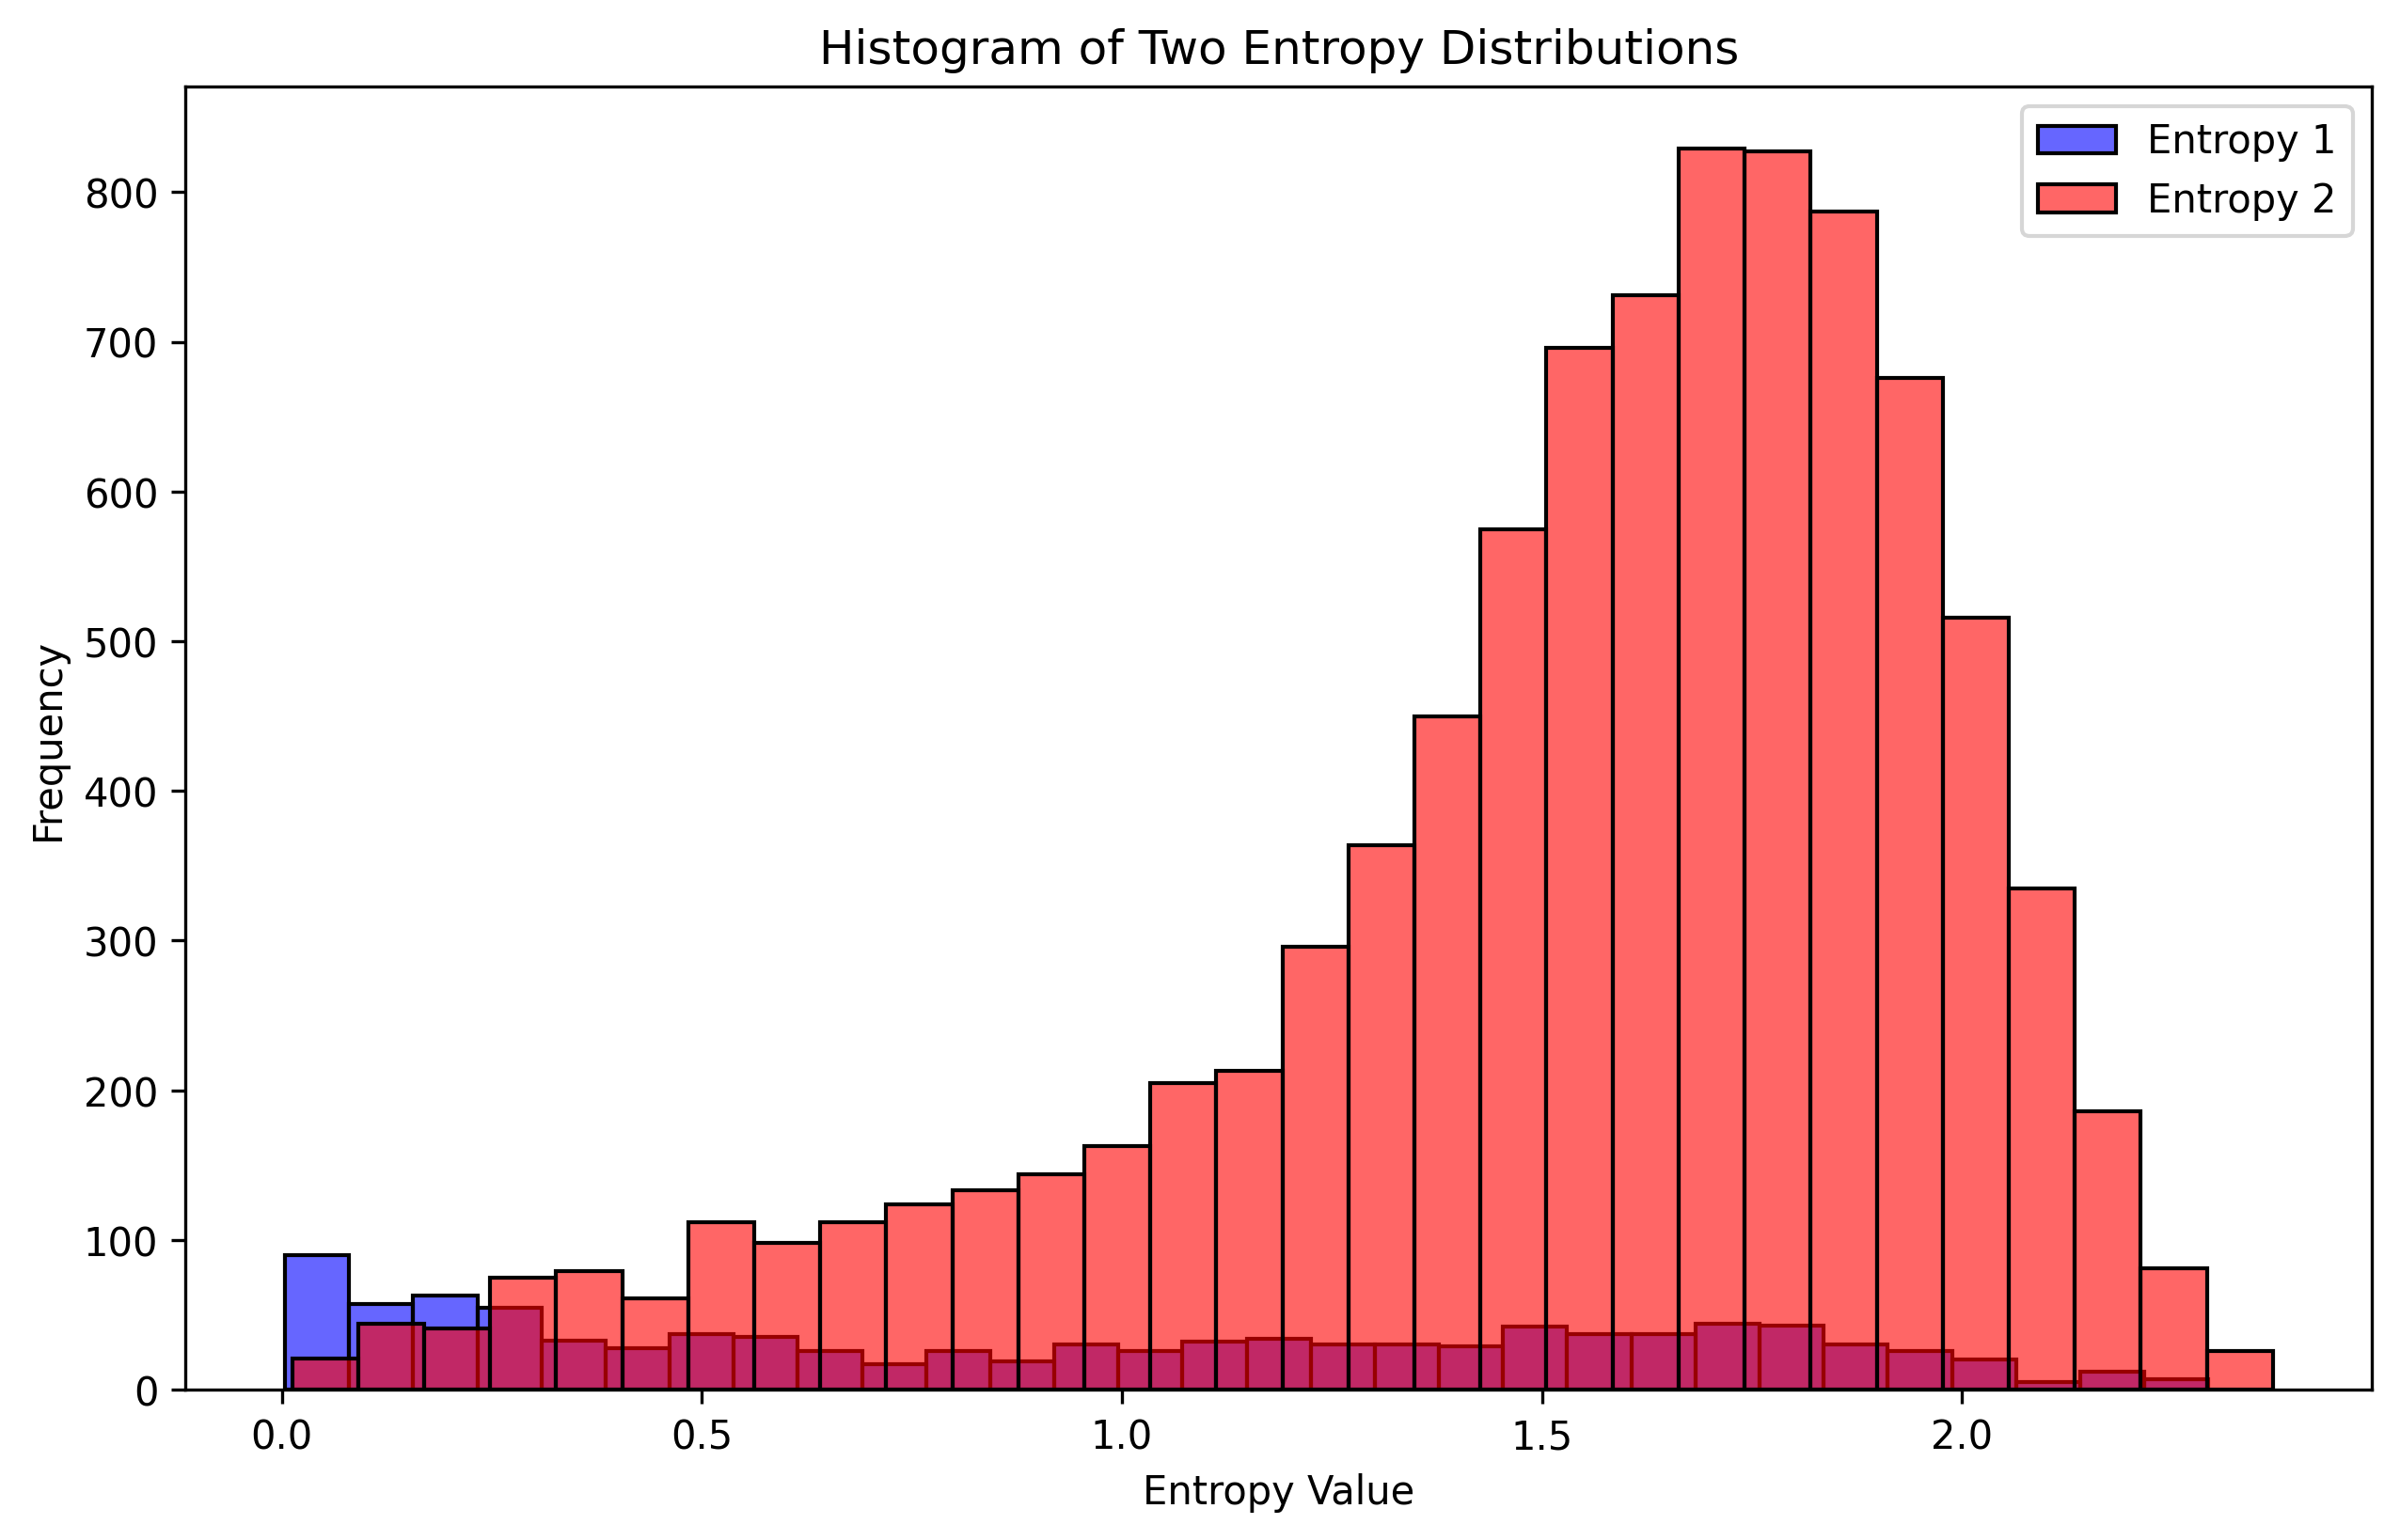 Histogram of Two Entropy Distributions
Entropy 1
Entropy 2
800
700
600
500
400
300
200
100
0
Frequency
0.0 0.5 1.0 1.5 2.0
Entropy Value